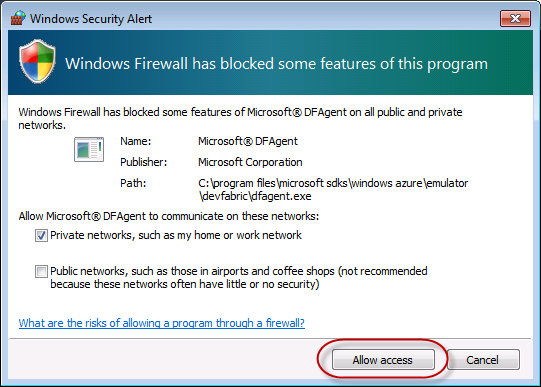 Windows Security Alert
Windows Firewall has blocked some features of this program
Windows Firewall has blocked some features of Microsoft® DFAgent on all public and private
networks.
Name: Microsoft® DFAgent
Publisher: Microsoft Corporation
Path: C:\program files\microsoft sdks\windows azure\emulator
\devfabric\dfagent.exe
Allow Microsoft® DFAgent to communicate on these networks:
Private networks, such as my home or work network
Public networks, such as those in airports and coffee shops (not recommended
because these networks often have little or no security)
What are the risks of allowing a program through a firewall?
Allow access Cancel